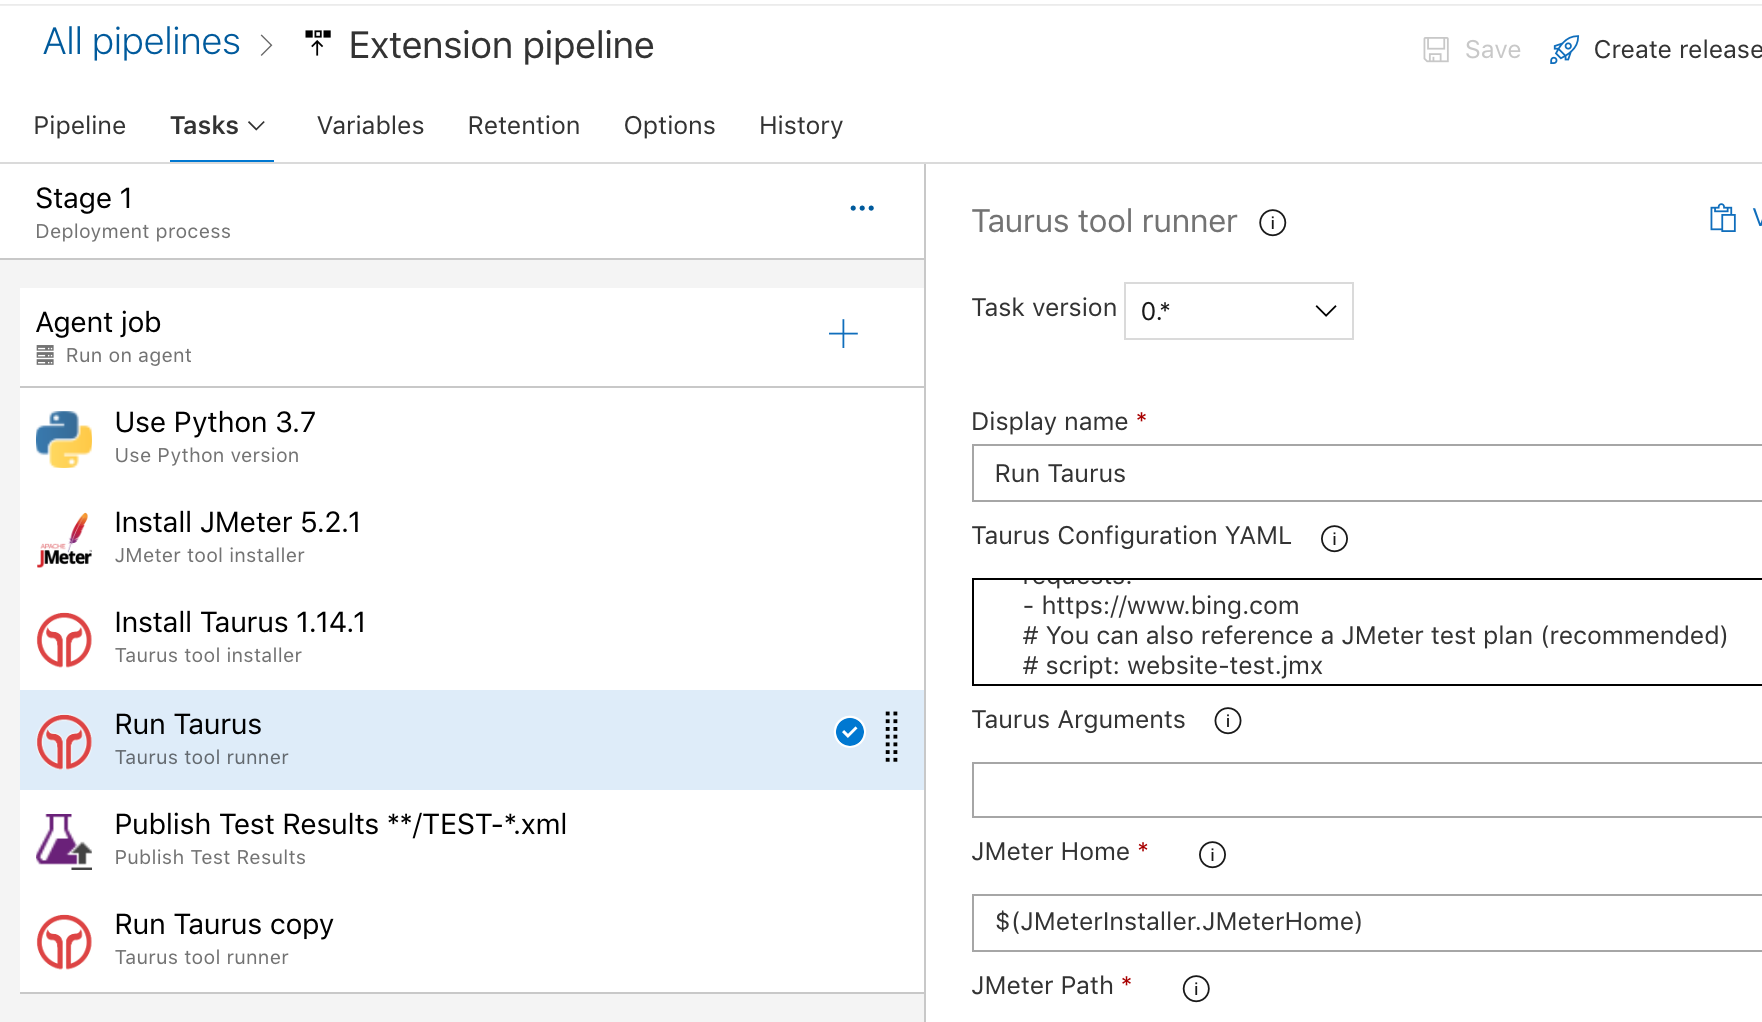 All pipelines > Extension pipeline
Save
Create release
Pipeline
Tasks
Variables
Retention
Options
History
Stage 1
Deployment process
Agent job
Run on agent
Use Python 3.7
Use Python version
APACHE
JMeter
Install JMeter 5.2.1
JMeter tool installer
Install Taurus 1.14.1
Taurus tool installer
Run Taurus
Taurus tool runner
Publish Test Results **/TEST-*.xml
Publish Test Results
Run Taurus copy
Taurus tool runner
Taurus tool runner
Task version
0.*
Display name *
Run Taurus
Taurus Configuration YAML
requests:
- https://www.bing.com
# You can also reference a JMeter test plan (recommended)
# script: website-test.jmx
Taurus Arguments
JMeter Home *
$(JMeterInstaller.JMeterHome)
JMeter Path *